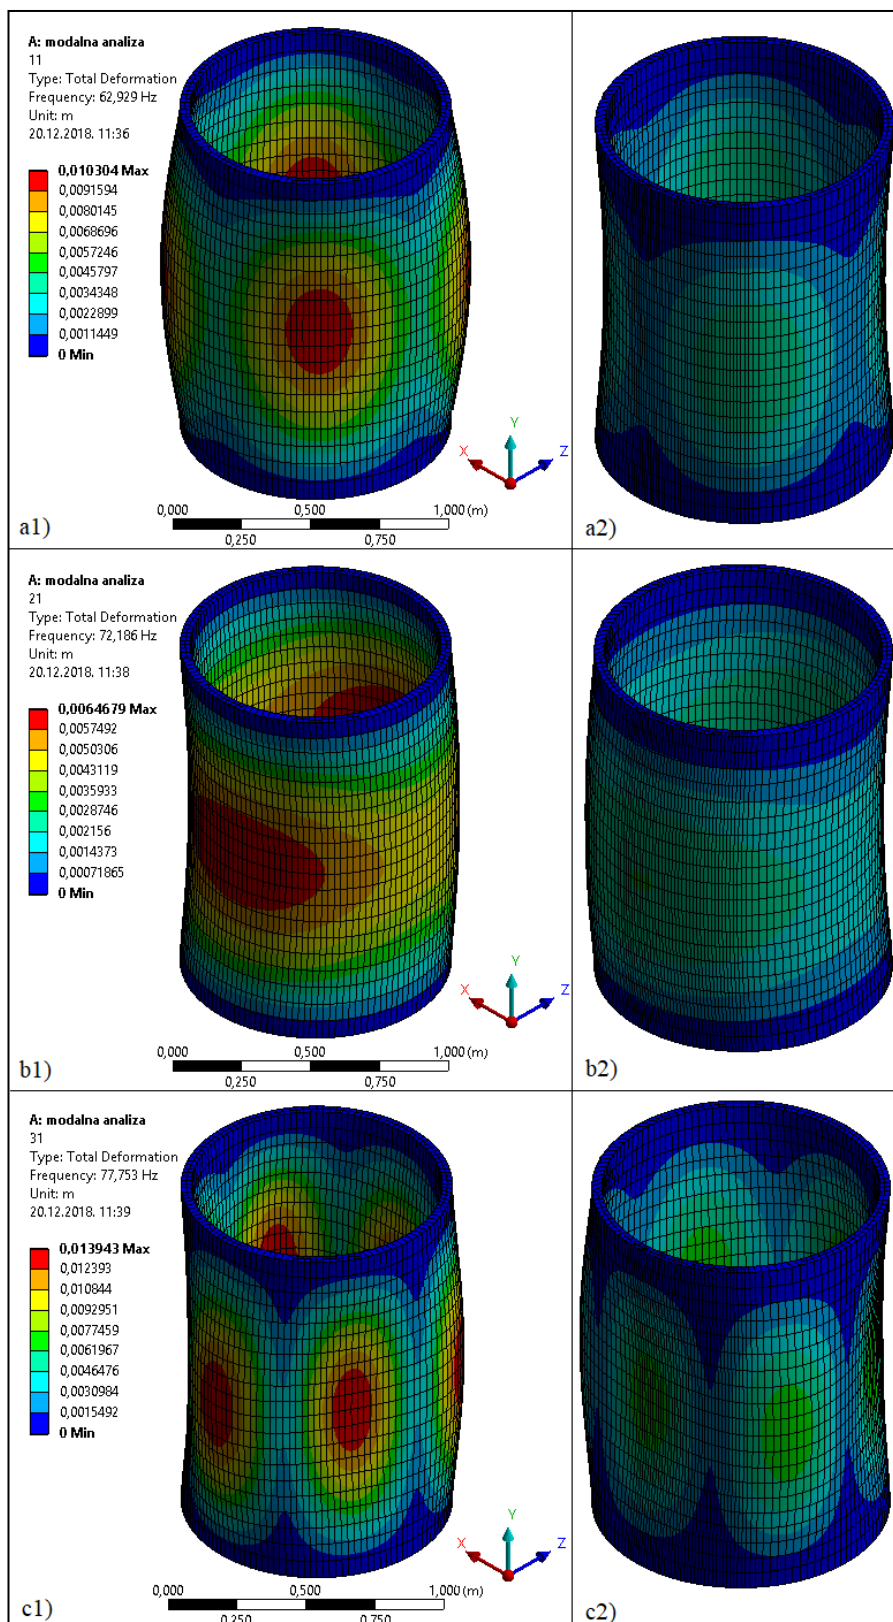 A: modalna analiza
11
Type: Total Deformation
Frequency: 62,929 Hz
Unit: m
20.12.2018. 11:36
0,010304 Max
0,0091594
0,0080145
0,0068696
0,0057246
0,0045797
0,0034348
0,0022899
0,0011449
0 Min
Y
X
Z
0,000
0,500
1,000 (m)
0,250
0,750
a1)
a2)
A: modalna analiza
21
Type: Total Deformation
Frequency: 72,186 Hz
Unit: m
20.12.2018. 11:38
0,0064679 Max
0,0057492
0,0050306
0,0043119
0,0035933
0,0028746
0,002156
0,0014373
0,00071865
0 Min
Y
X
Z
0,000
0,500
1,000 (m)
0,250
0,750
b1)
b2)
A: modalna analiza
31
Type: Total Deformation
Frequency: 77,753 Hz
Unit: m
20.12.2018. 11:39
0,013943 Max
0,012393
0,010844
0,0092951
0,0077459
0,0061967
0,0046476
0,0030984
0,0015492
0 Min
Y
X
Z
0,000
0,500
1,000 (m)
0,250
0,750
c1)
c2)